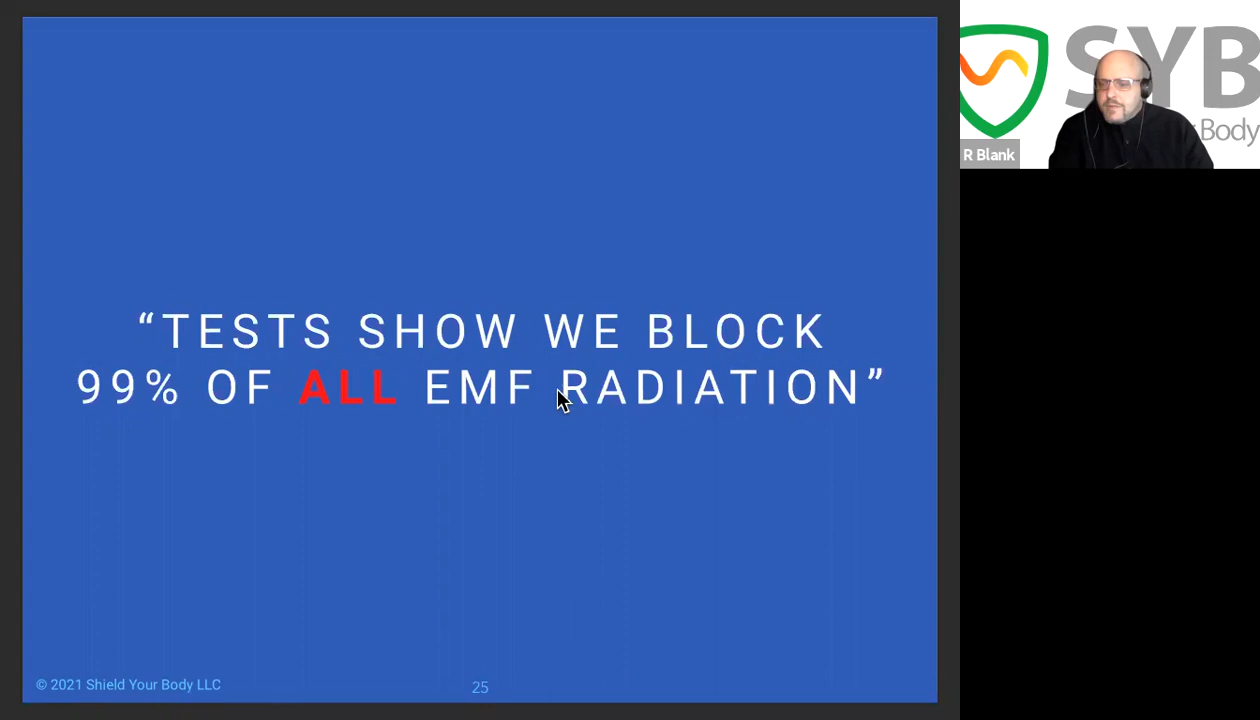 “TESTS SHOW WE BLOCK
99% OF ALL EMF RADIATION”
© 2021 Shield Your Body LLC
25
SYB
Body
R Blank